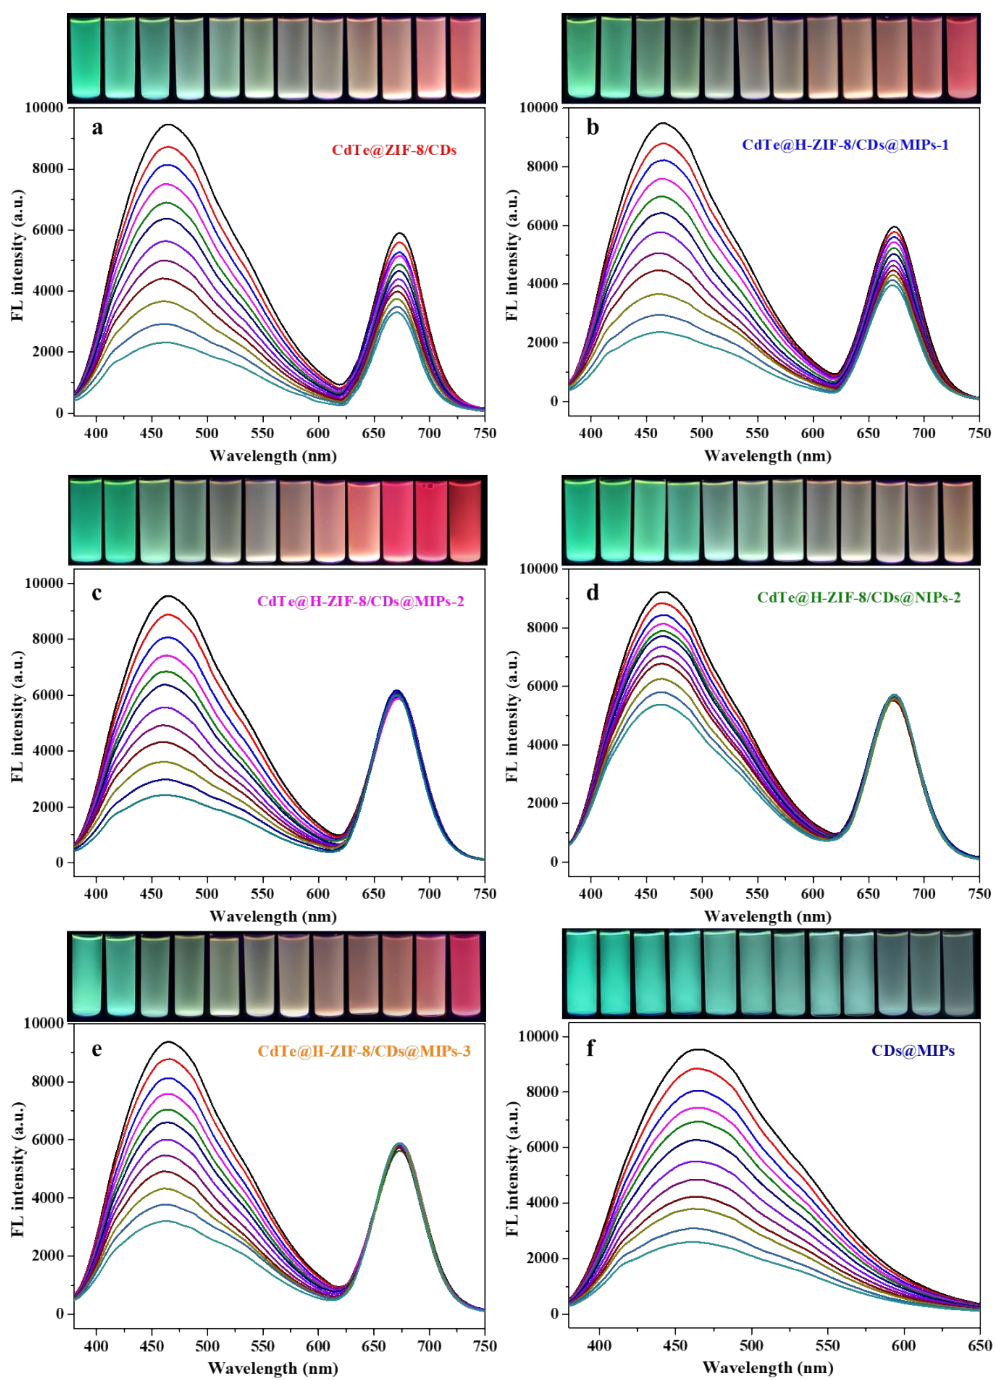 a
CdTe@ZIF-8/CDs
10000
8000
6000
4000
2000
0
FL intensity (a.u.)
400 450 500 550 600 650 700 750
Wavelength (nm)
b
CdTe@H-ZIF-8/CDs@MIPs-1
10000
8000
6000
4000
2000
0
FL intensity (a.u.)
400 450 500 550 600 650 700 750
Wavelength (nm)
c
CdTe@H-ZIF-8/CDs@MIPs-2
10000
8000
6000
4000
2000
0
FL intensity (a.u.)
400 450 500 550 600 650 700 750
Wavelength (nm)
d
CdTe@H-ZIF-8/CDs@NIPs-2
10000
8000
6000
4000
2000
0
FL intensity (a.u.)
400 450 500 550 600 650 700 750
Wavelength (nm)
e
CdTe@H-ZIF-8/CDs@MIPs-3
10000
8000
6000
4000
2000
0
FL intensity (a.u.)
400 450 500 550 600 650 700 750
Wavelength (nm)
f
CDs@MIPs
10000
8000
6000
4000
2000
0
FL intensity (a.u.)
400 450 500 550 600 650
Wavelength (nm)